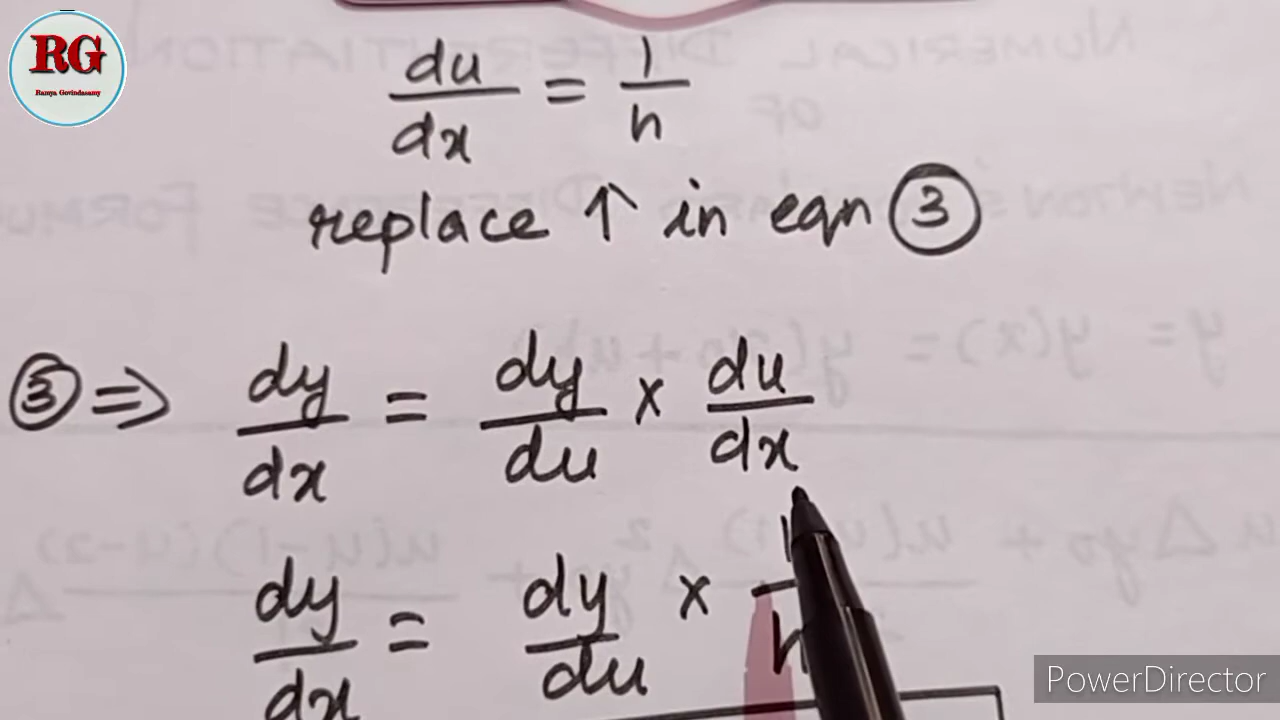 RG
Ramya Govindasamy
du/dx = 1/h
replace ↑ in eqn ③
③ ⇒ dy/dx = dy/du × du/dx
dy/dx = dy/du × 1/h
PowerDirector